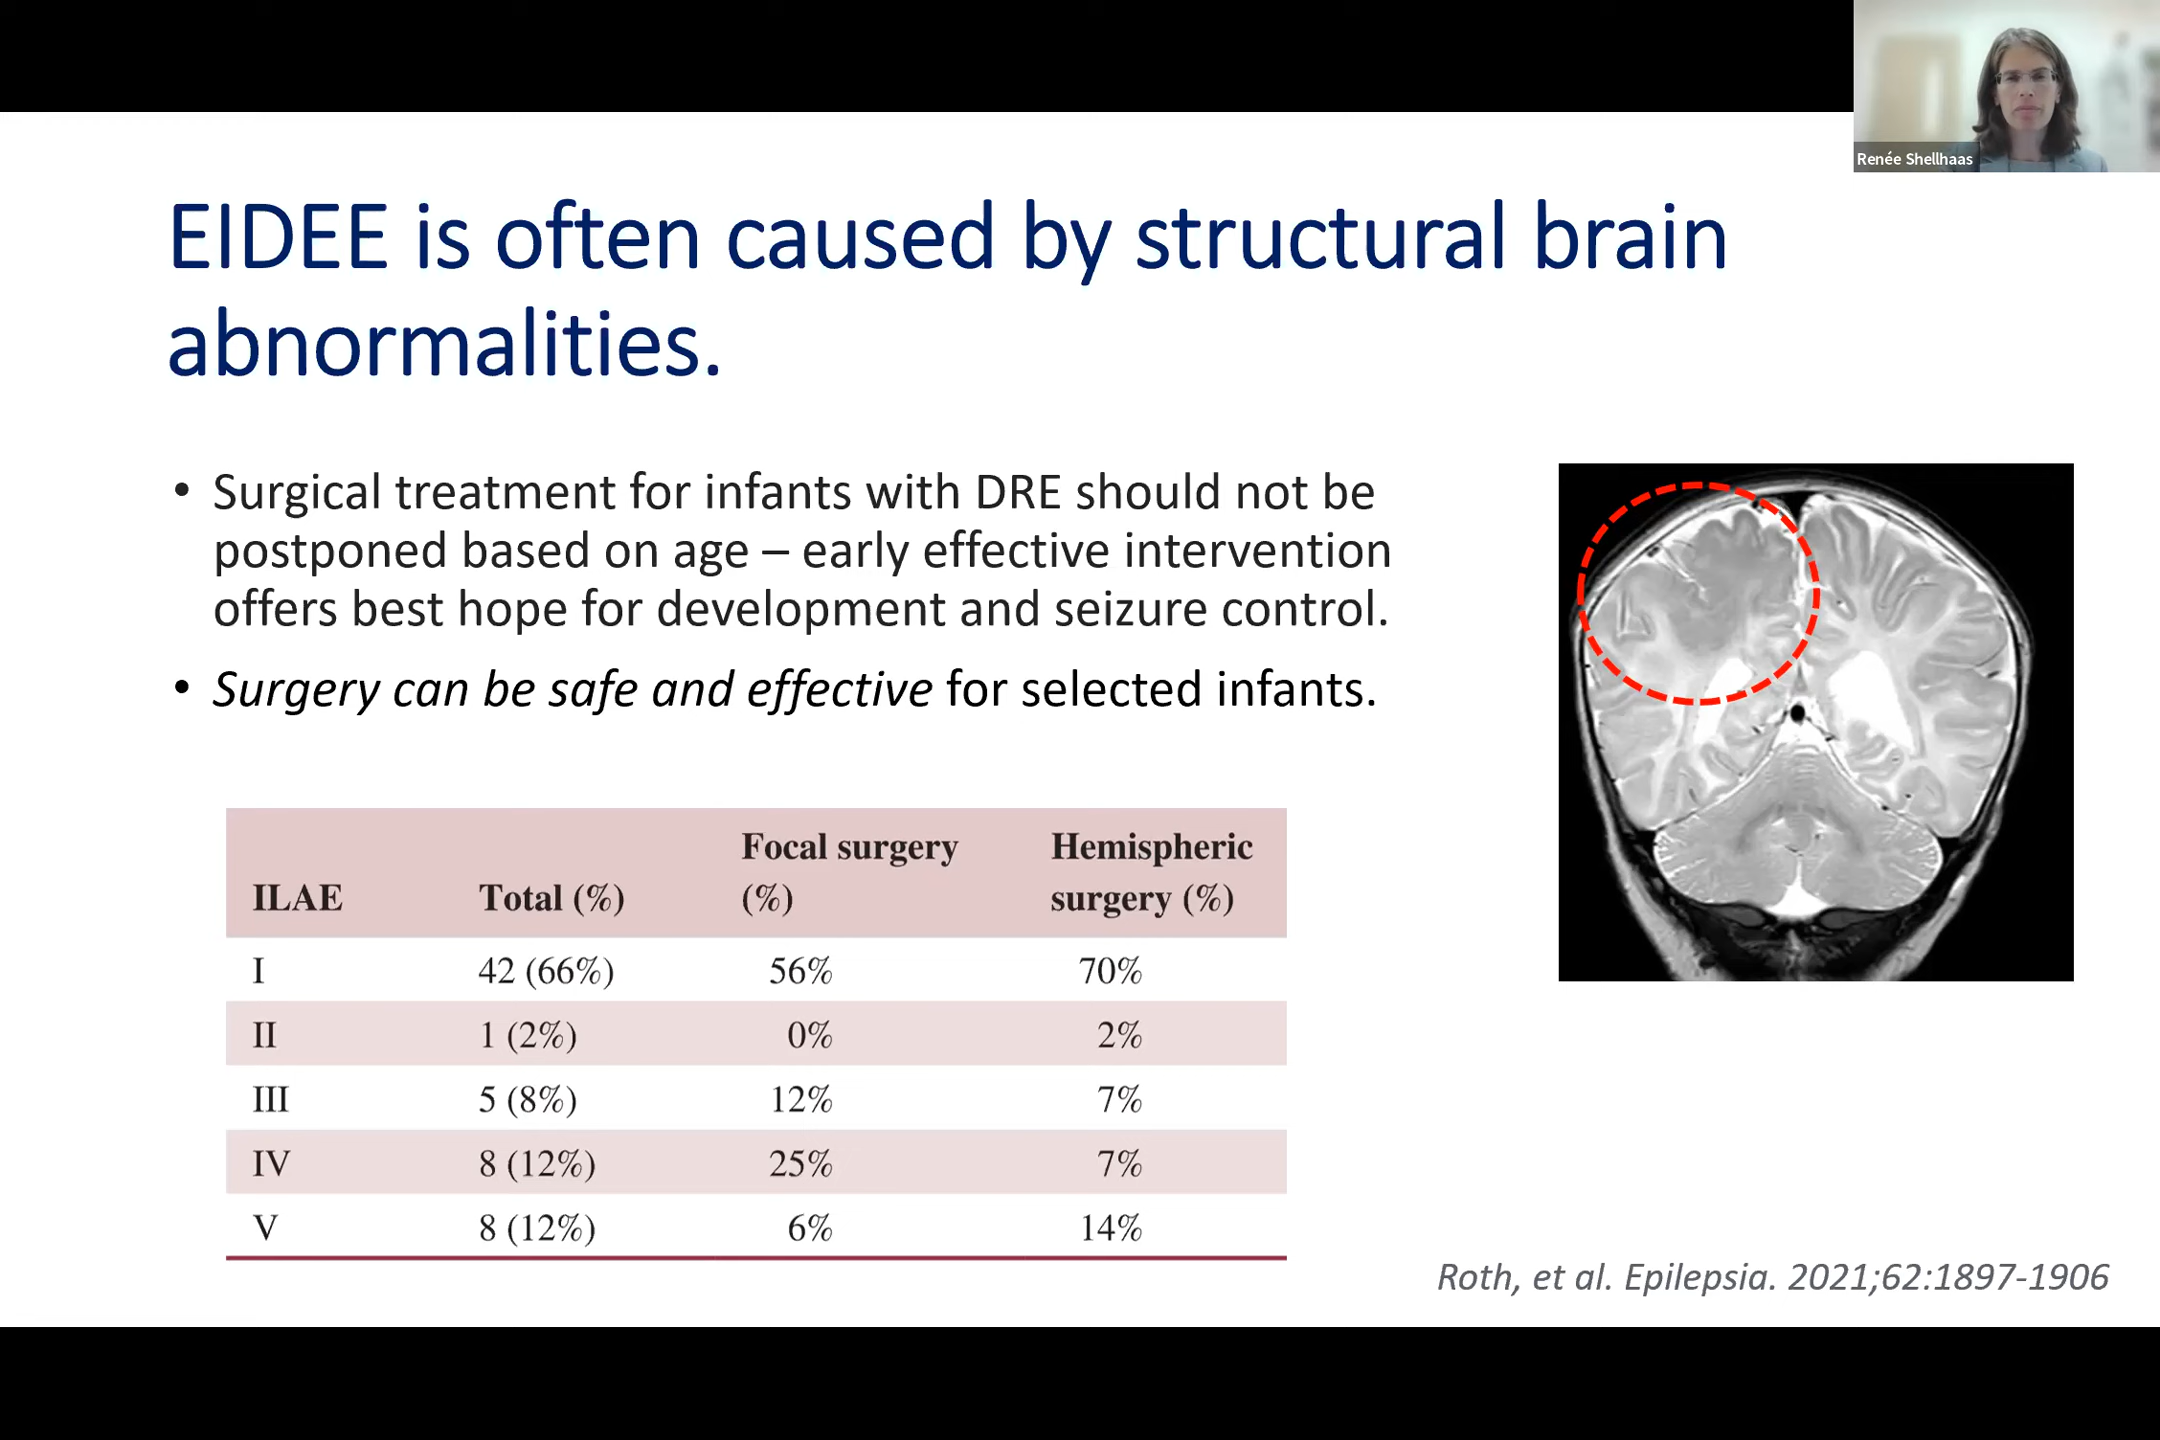 Renée Shellhaas
EIDEE is often caused by structural brain
abnormalities.
• Surgical treatment for infants with DRE should not be
postponed based on age – early effective intervention
offers best hope for development and seizure control.
• Surgery can be safe and effective for selected infants.
ILAE Total (%) Focal surgery (%) Hemispheric surgery (%)
I 42 (66%) 56% 70%
II 1 (2%) 0% 2%
III 5 (8%) 12% 7%
IV 8 (12%) 25% 7%
V 8 (12%) 6% 14%
Roth, et al. Epilepsia. 2021;62:1897-1906